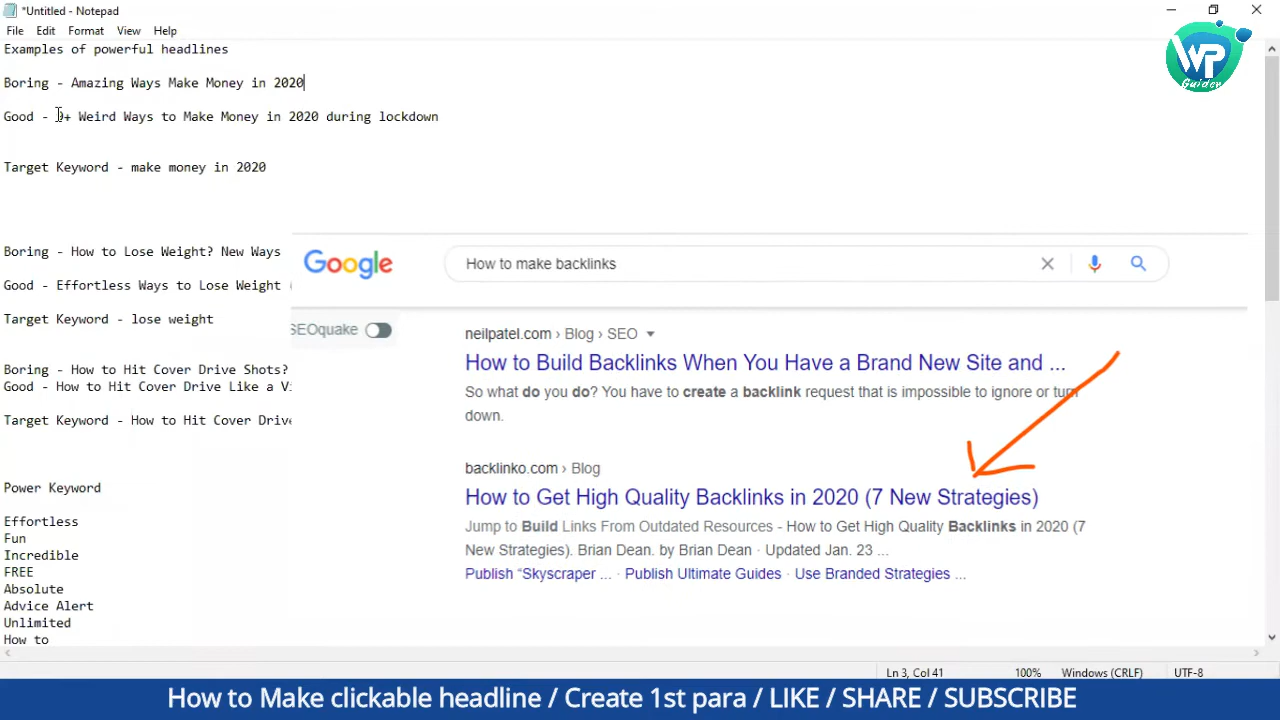 *Untitled - Notepad
File Edit Format View Help
Examples of powerful headlines
Boring - Amazing Ways Make Money in 2020
Good - + Weird Ways to Make Money in 2020 during lockdown
Target Keyword - make money in 2020
Boring - How to Lose Weight? New Ways
Good - Effortless Ways to Lose Weight
Target Keyword - lose weight
Boring - How to Hit Cover Drive Shots?
Good - How to Hit Cover Drive Like a Vi
Target Keyword - How to Hit Cover Drive
Power Keyword
Effortless
Fun
Incredible
FREE
Absolute
Advice Alert
Unlimited
How to
WP
Guider
Google
How to make backlinks
SEOquake
neilpatel.com › Blog › SEO
How to Build Backlinks When You Have a Brand New Site and ...
So what do you do? You have to create a backlink request that is impossible to ignore or turn
down.
backlinko.com › Blog
How to Get High Quality Backlinks in 2020 (7 New Strategies)
Jump to Build Links From Outdated Resources - How to Get High Quality Backlinks in 2020 (7
New Strategies). Brian Dean. by Brian Dean · Updated Jan. 23 ...
Publish “Skyscraper ... · Publish Ultimate Guides · Use Branded Strategies ...
Ln 3, Col 41 100% Windows (CRLF) UTF-8
How to Make clickable headline / Create 1st para / LIKE / SHARE / SUBSCRIBE